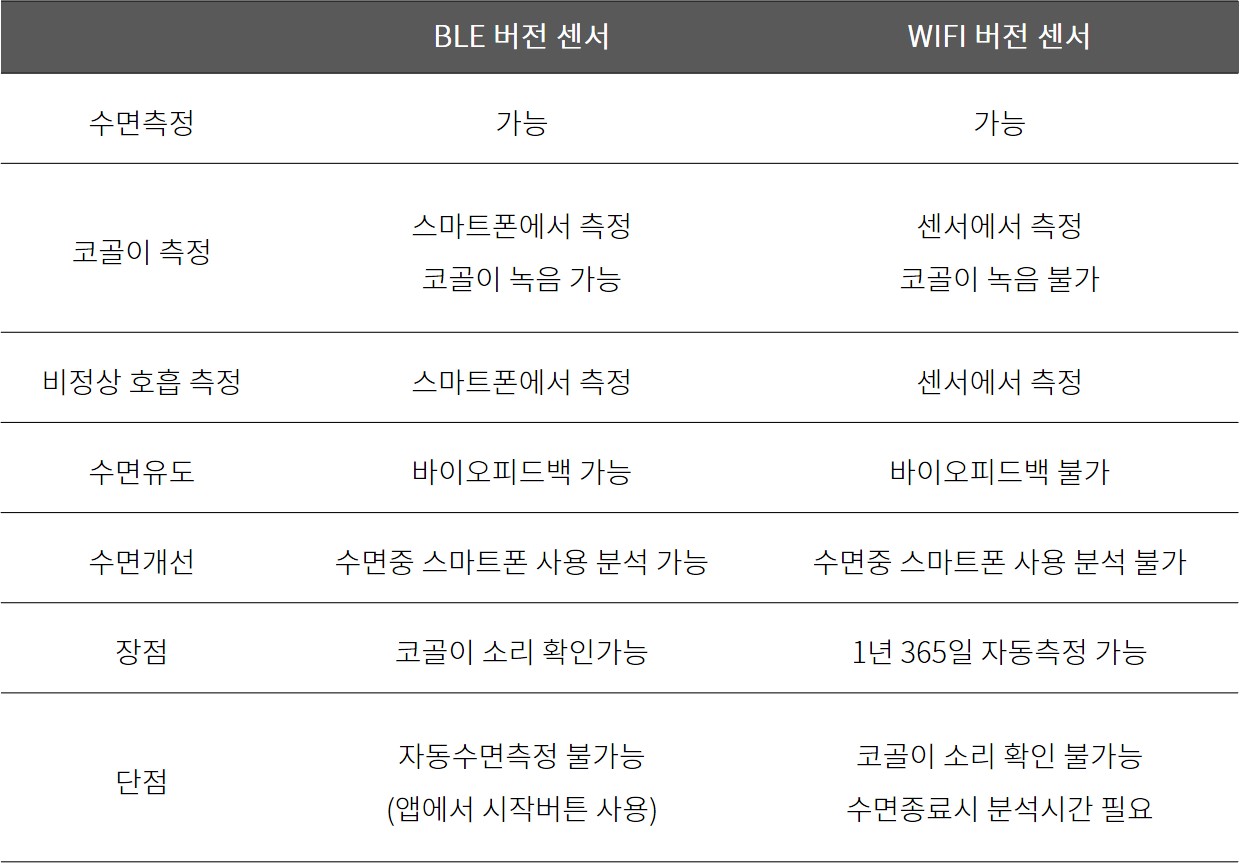 BLE 버전 센서 WIFI 버전 센서
수면측정 가능 가능
코골이 측정 스마트폰에서 측정 센서에서 측정
코골이 녹음 가능 코골이 녹음 불가
비정상 호흡 측정 스마트폰에서 측정 센서에서 측정
수면유도 바이오피드백 가능 바이오피드백 불가
수면개선 수면중 스마트폰 사용 분석 가능 수면중 스마트폰 사용 분석 불가
장점 코골이 소리 확인가능 1년 365일 자동측정 가능
단점 자동수면측정 불가능 코골이 소리 확인 불가능
(앱에서 시작버튼 사용) 수면종료시 분석시간 필요